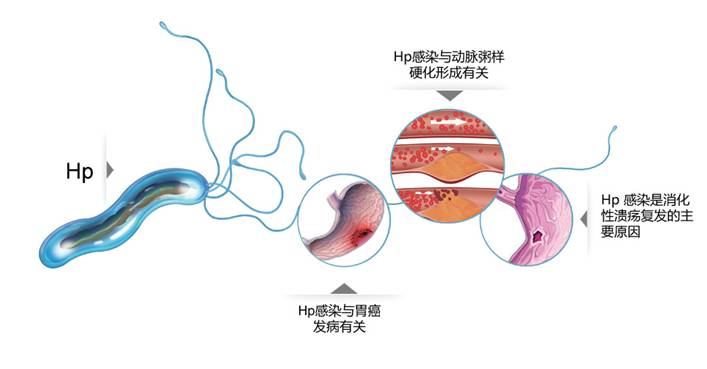 Hp感染与动脉粥样
硬化形成有关
Hp
Hp 感染是消化
性溃疡复发的主
要原因
Hp感染与胃癌
发病有关